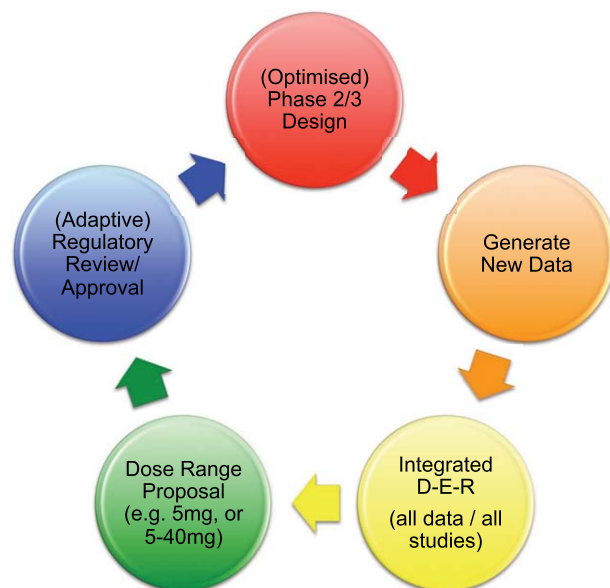 (Optimised)
Phase 2/3
Design
Generate
New Data
Integrated
D-E-R
(all data / all
studies)
Dose Range
Proposal
(e.g. 5mg, or
5-40mg)
(Adaptive)
Regulatory
Review/
Approval